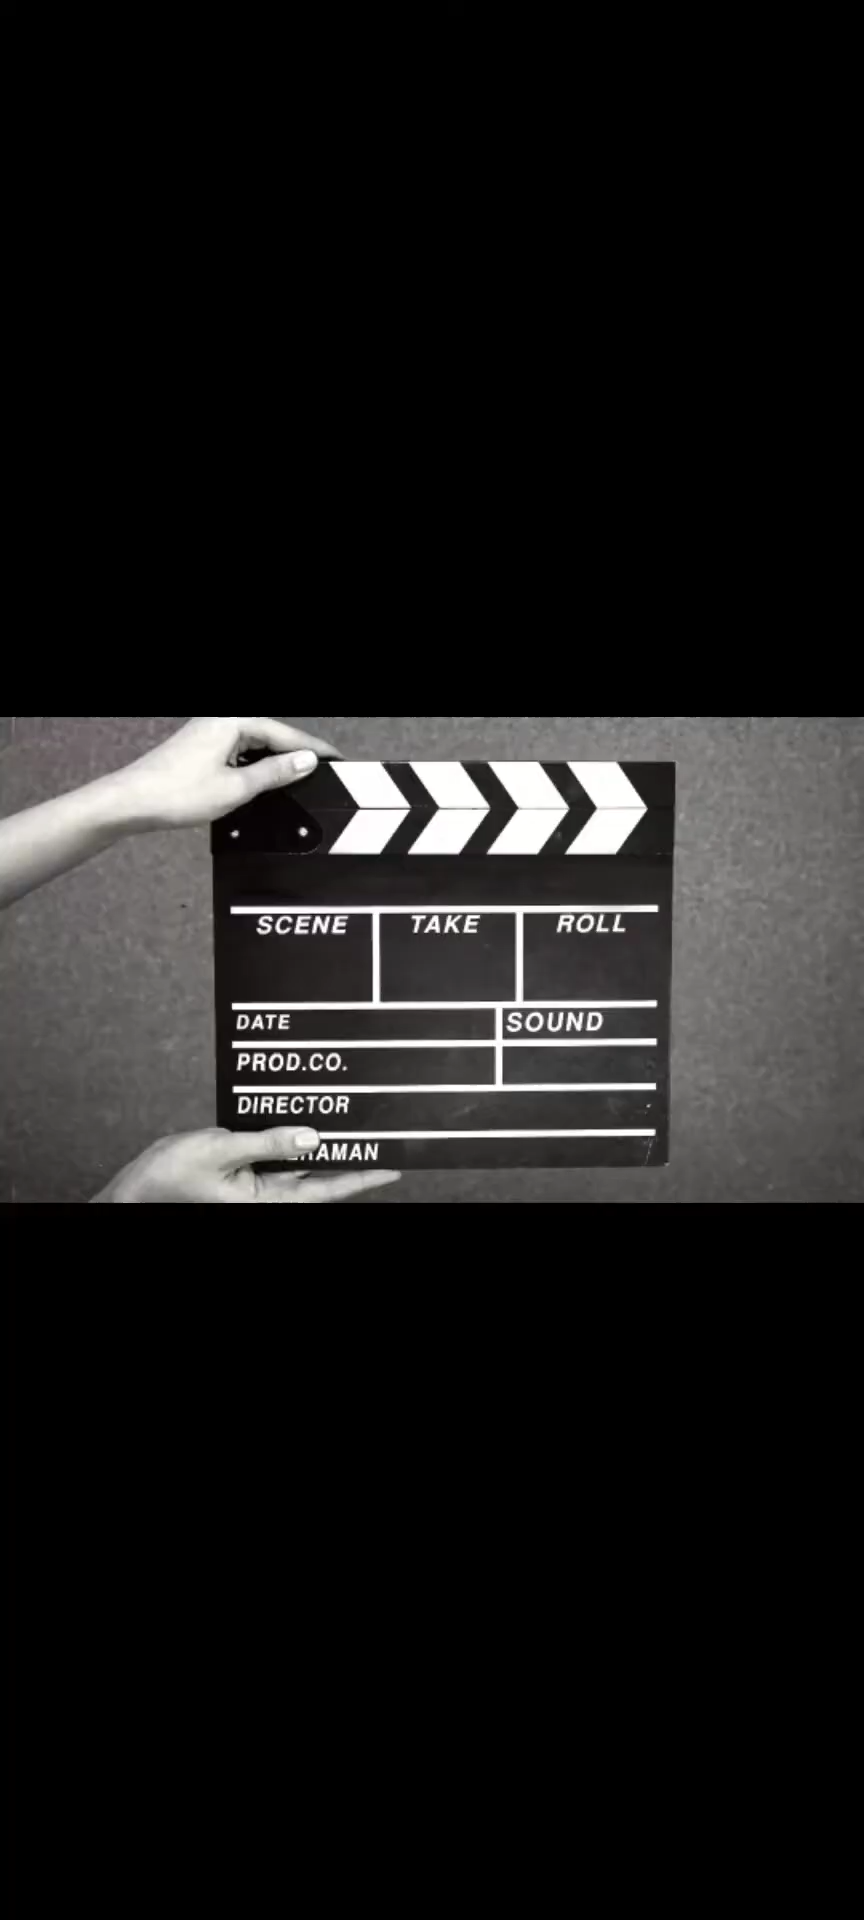 SCENE TAKE ROLL
DATE SOUND
PROD.CO.
DIRECTOR